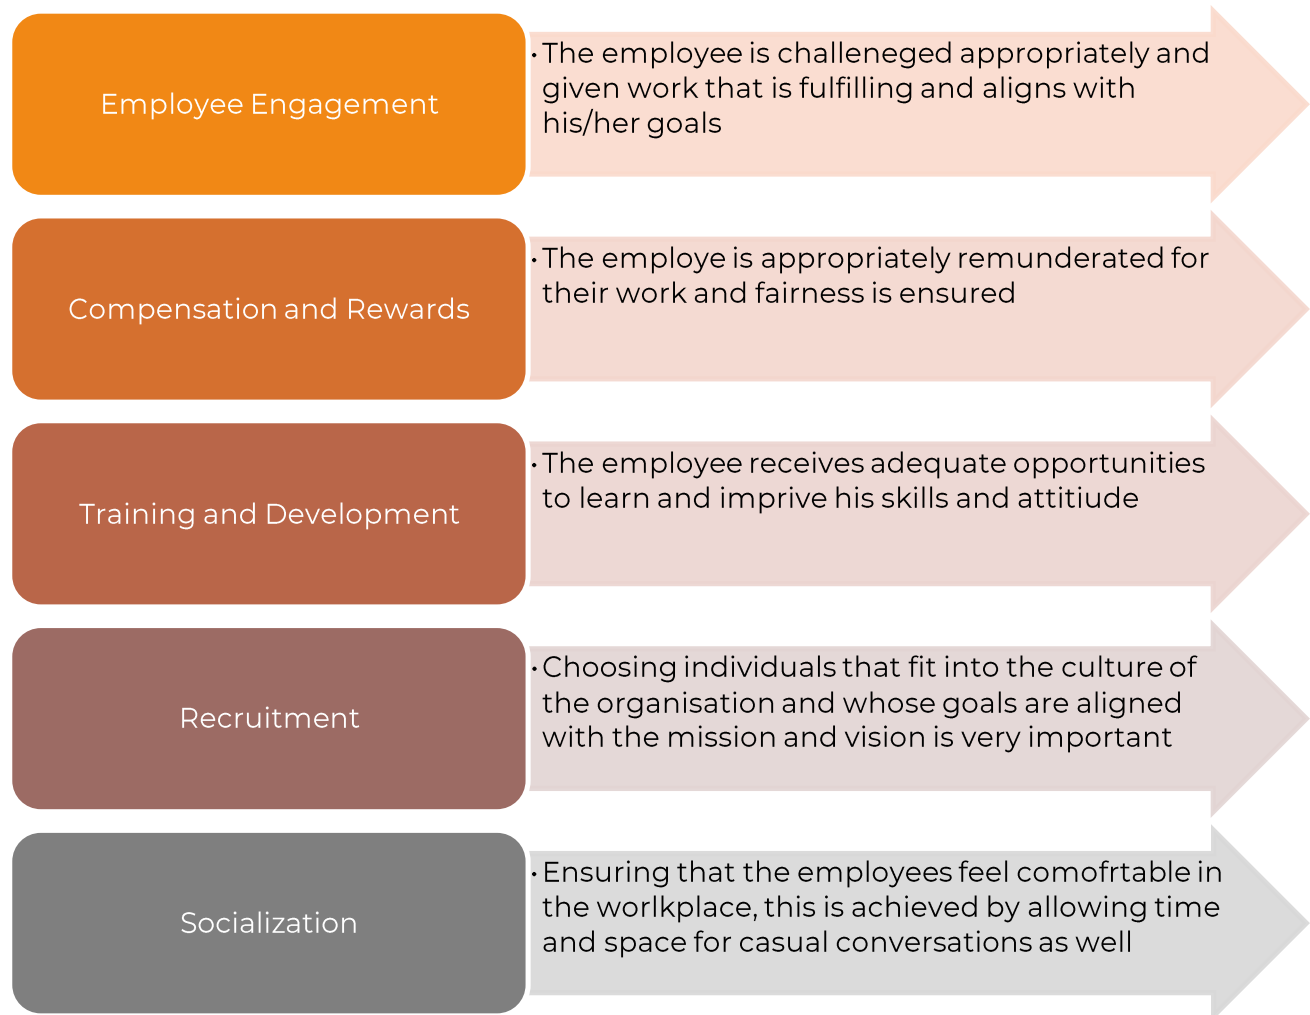 Employee Engagement
• The employee is challeneged appropriately and
given work that is fulfilling and aligns with
his/her goals
Compensation and Rewards
• The employe is appropriately remunderated for
their work and fairness is ensured
Training and Development
• The employee receives adequate opportunities
to learn and imprive his skills and attitiude
Recruitment
• Choosing individuals that fit into the culture of
the organisation and whose goals are aligned
with the mission and vision is very important
Socialization
• Ensuring that the employees feel comofrtable in
the worlkplace, this is achieved by allowing time
and space for casual conversations as well